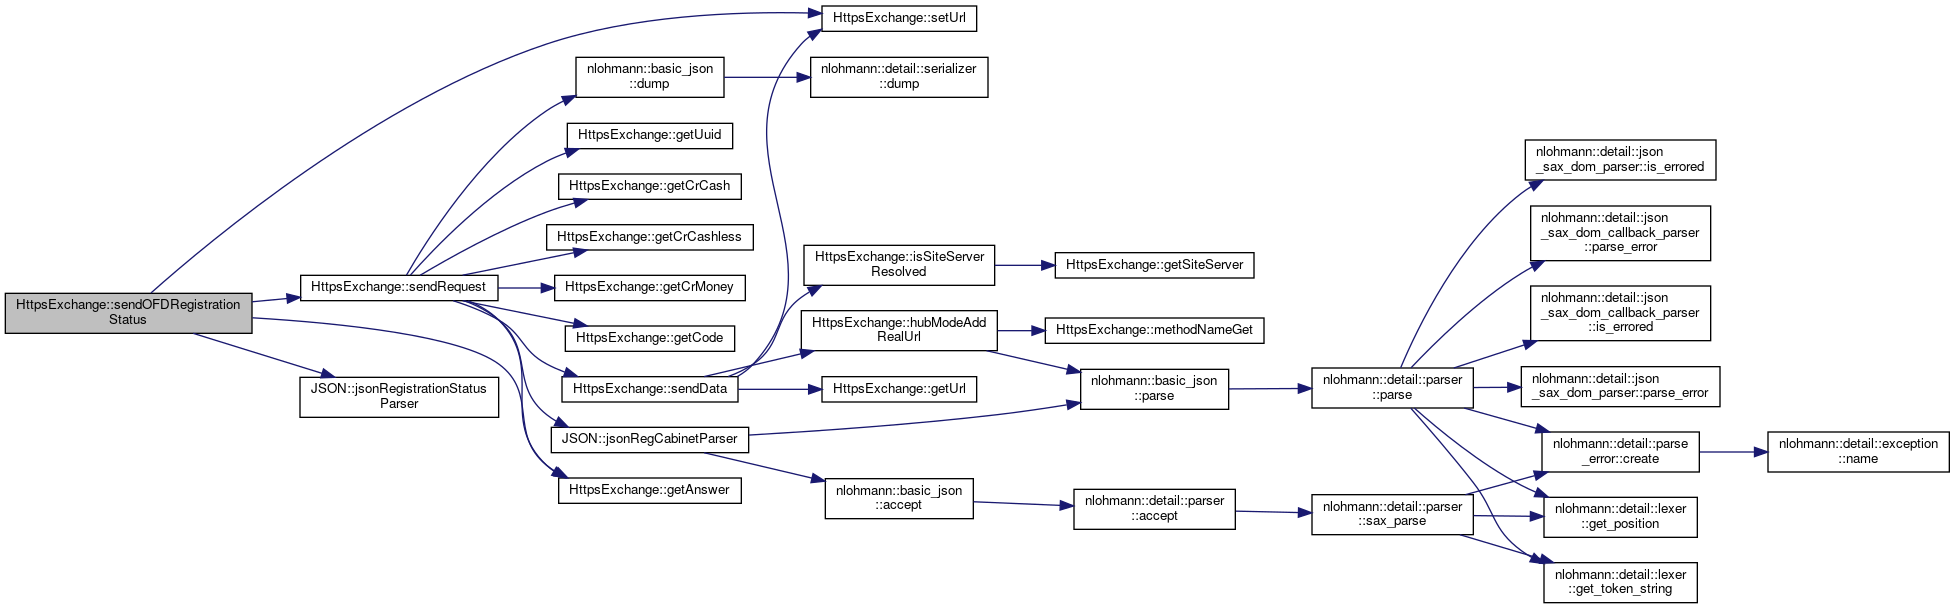 HttpsExchange::sendOFDRegistration
Status
HttpsExchange::setUrl
HttpsExchange::sendRequest
JSON::jsonRegistrationStatus
Parser
nlohmann::basic_json
::dump
HttpsExchange::getUuid
HttpsExchange::getCrCash
HttpsExchange::getCrCashless
HttpsExchange::getCrMoney
HttpsExchange::getCode
HttpsExchange::sendData
JSON::jsonRegCabinetParser
HttpsExchange::getAnswer
nlohmann::detail::serializer
::dump
HttpsExchange::isSiteServer
Resolved
HttpsExchange::hubModeAdd
RealUrl
HttpsExchange::getUrl
nlohmann::basic_json
::accept
HttpsExchange::getSiteServer
HttpsExchange::methodNameGet
nlohmann::basic_json
::parse
nlohmann::detail::parser
::accept
nlohmann::detail::parser
::parse
nlohmann::detail::parser
::sax_parse
nlohmann::detail::json
_sax_dom_parser::is_errored
nlohmann::detail::json
_sax_dom_callback_parser
::parse_error
nlohmann::detail::json
_sax_dom_callback_parser
::is_errored
nlohmann::detail::json
_sax_dom_parser::parse_error
nlohmann::detail::parse
_error::create
nlohmann::detail::lexer
::get_position
nlohmann::detail::lexer
::get_token_string
nlohmann::detail::exception
::name